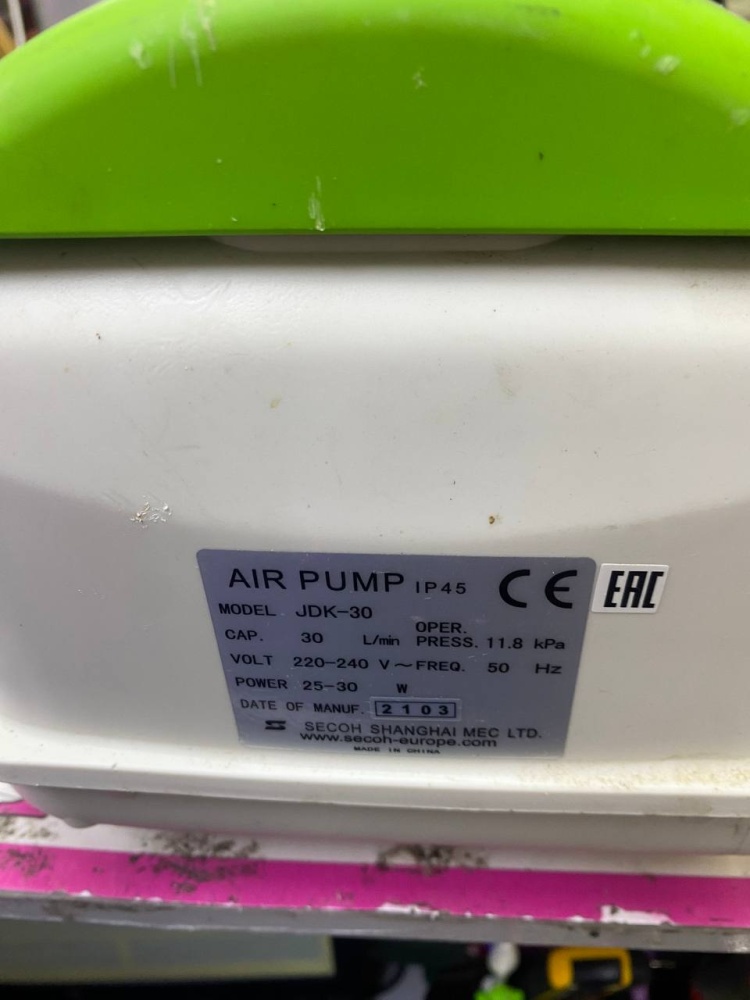 AIR PUMP IP45 CE EAC
MODEL JDK-30
CAP. 30 L/min OPER. PRESS. 11.8 kPa
VOLT 220-240 V～FREQ. 50 Hz
POWER 25-30 W
DATE OF MANUF. 2103
SECOH SHANGHAI MEC LTD.
www.secoh-europe.com
MADE IN CHINA